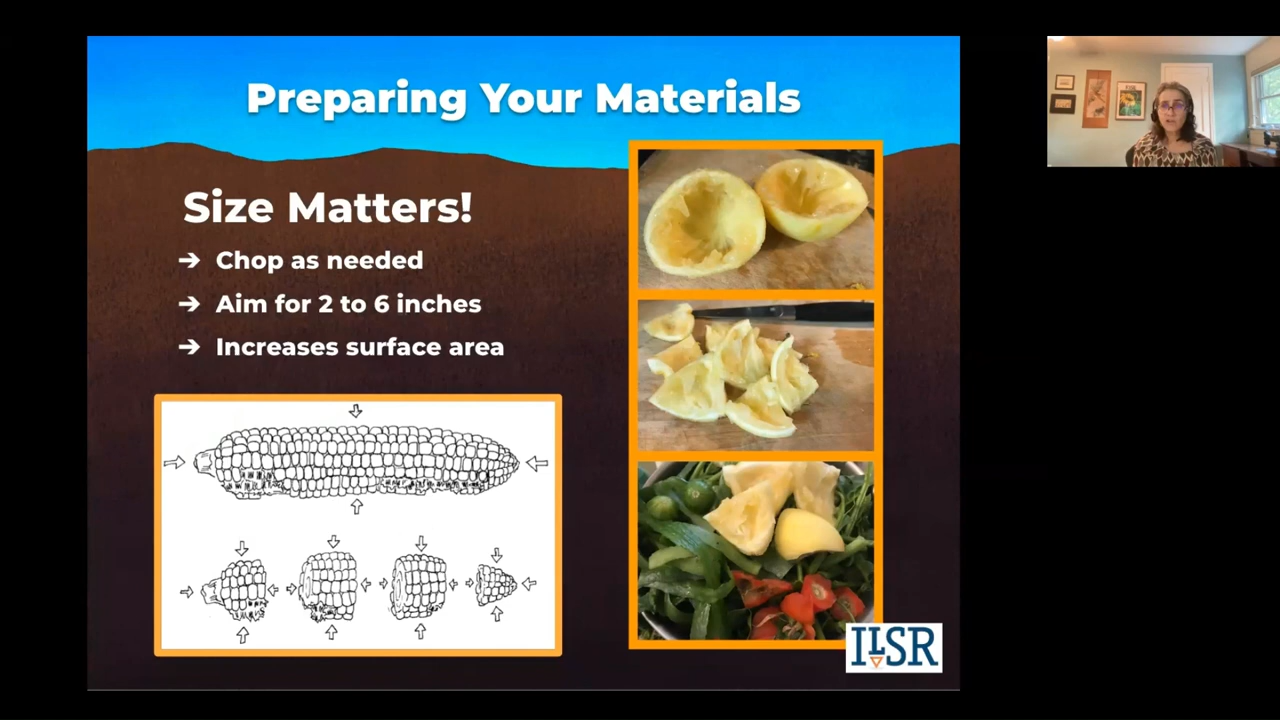 Preparing Your Materials
Size Matters!
➔ Chop as needed
➔ Aim for 2 to 6 inches
➔ Increases surface area
ILSR